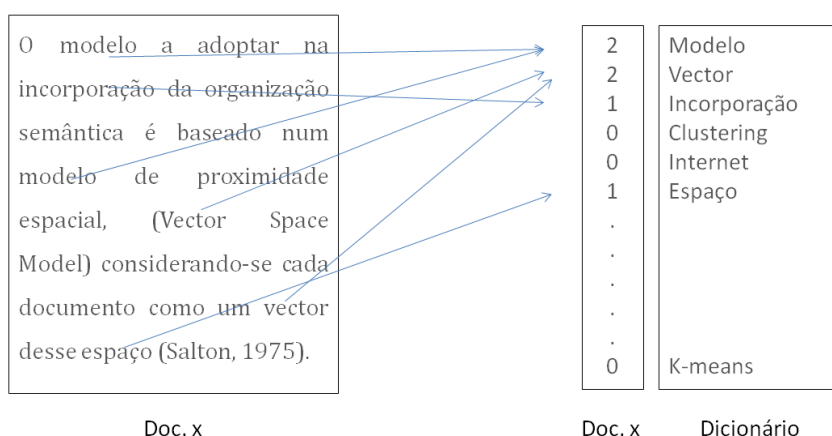 O modelo a adoptar na
incorporação da organização
semântica é baseado num
modelo de proximidade
espacial, (Vector Space
Model) considerando-se cada
documento como um vector
desse espaço (Salton, 1975).
Doc. x
2 Modelo
2 Vector
1 Incorporação
0 Clustering
0 Internet
1 Espaço
.
.
.
.
.
0 K-means
Doc. x Dicionário